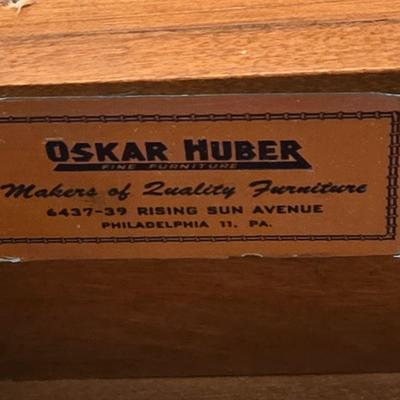 OSKAR HUBER
FINE FURNITURE
Makers of Quality Furniture
6437-39 RISING SUN AVENUE
PHILADELPHIA 11, PA.